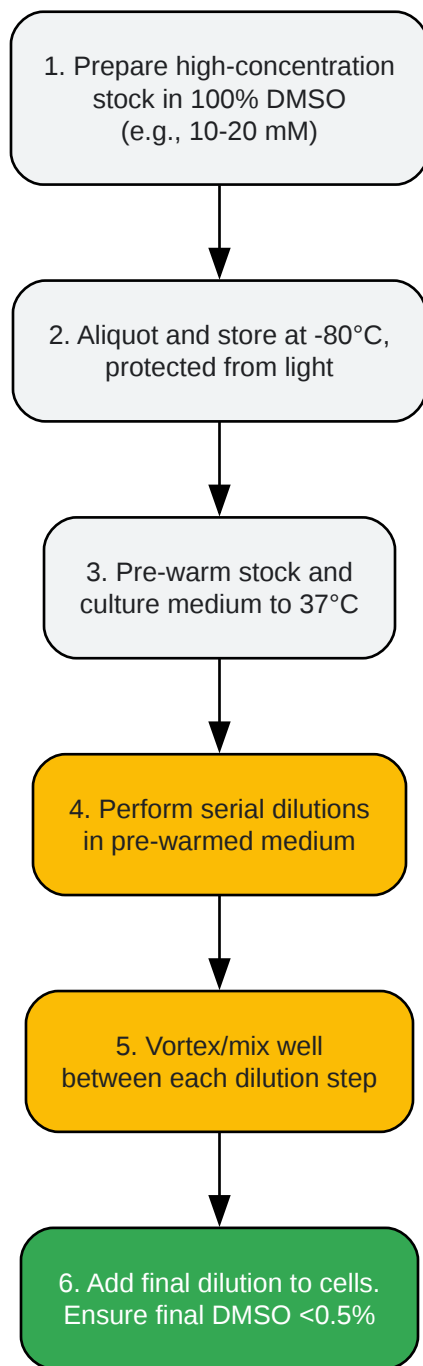 1. Prepare high-concentration
stock in 100% DMSO
(e.g., 10-20 mM)
2. Aliquot and store at -80°C,
protected from light
3. Pre-warm stock and
culture medium to 37°C
4. Perform serial dilutions
in pre-warmed medium
5. Vortex/mix well
between each dilution step
6. Add final dilution to cells.
Ensure final DMSO <0.5%